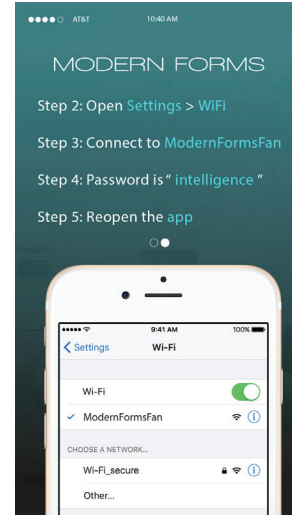 AT&T 10:40 AM
MODERN FORMS
Step 2: Open Settings > WiFi
Step 3: Connect to ModernFormsFan
Step 4: Password is “ intelligence ”
Step 5: Reopen the app
9:41 AM 100%
Settings Wi-Fi
Wi-Fi
ModernFormsFan
CHOOSE A NETWORK...
Wi-Fi_secure
Other...